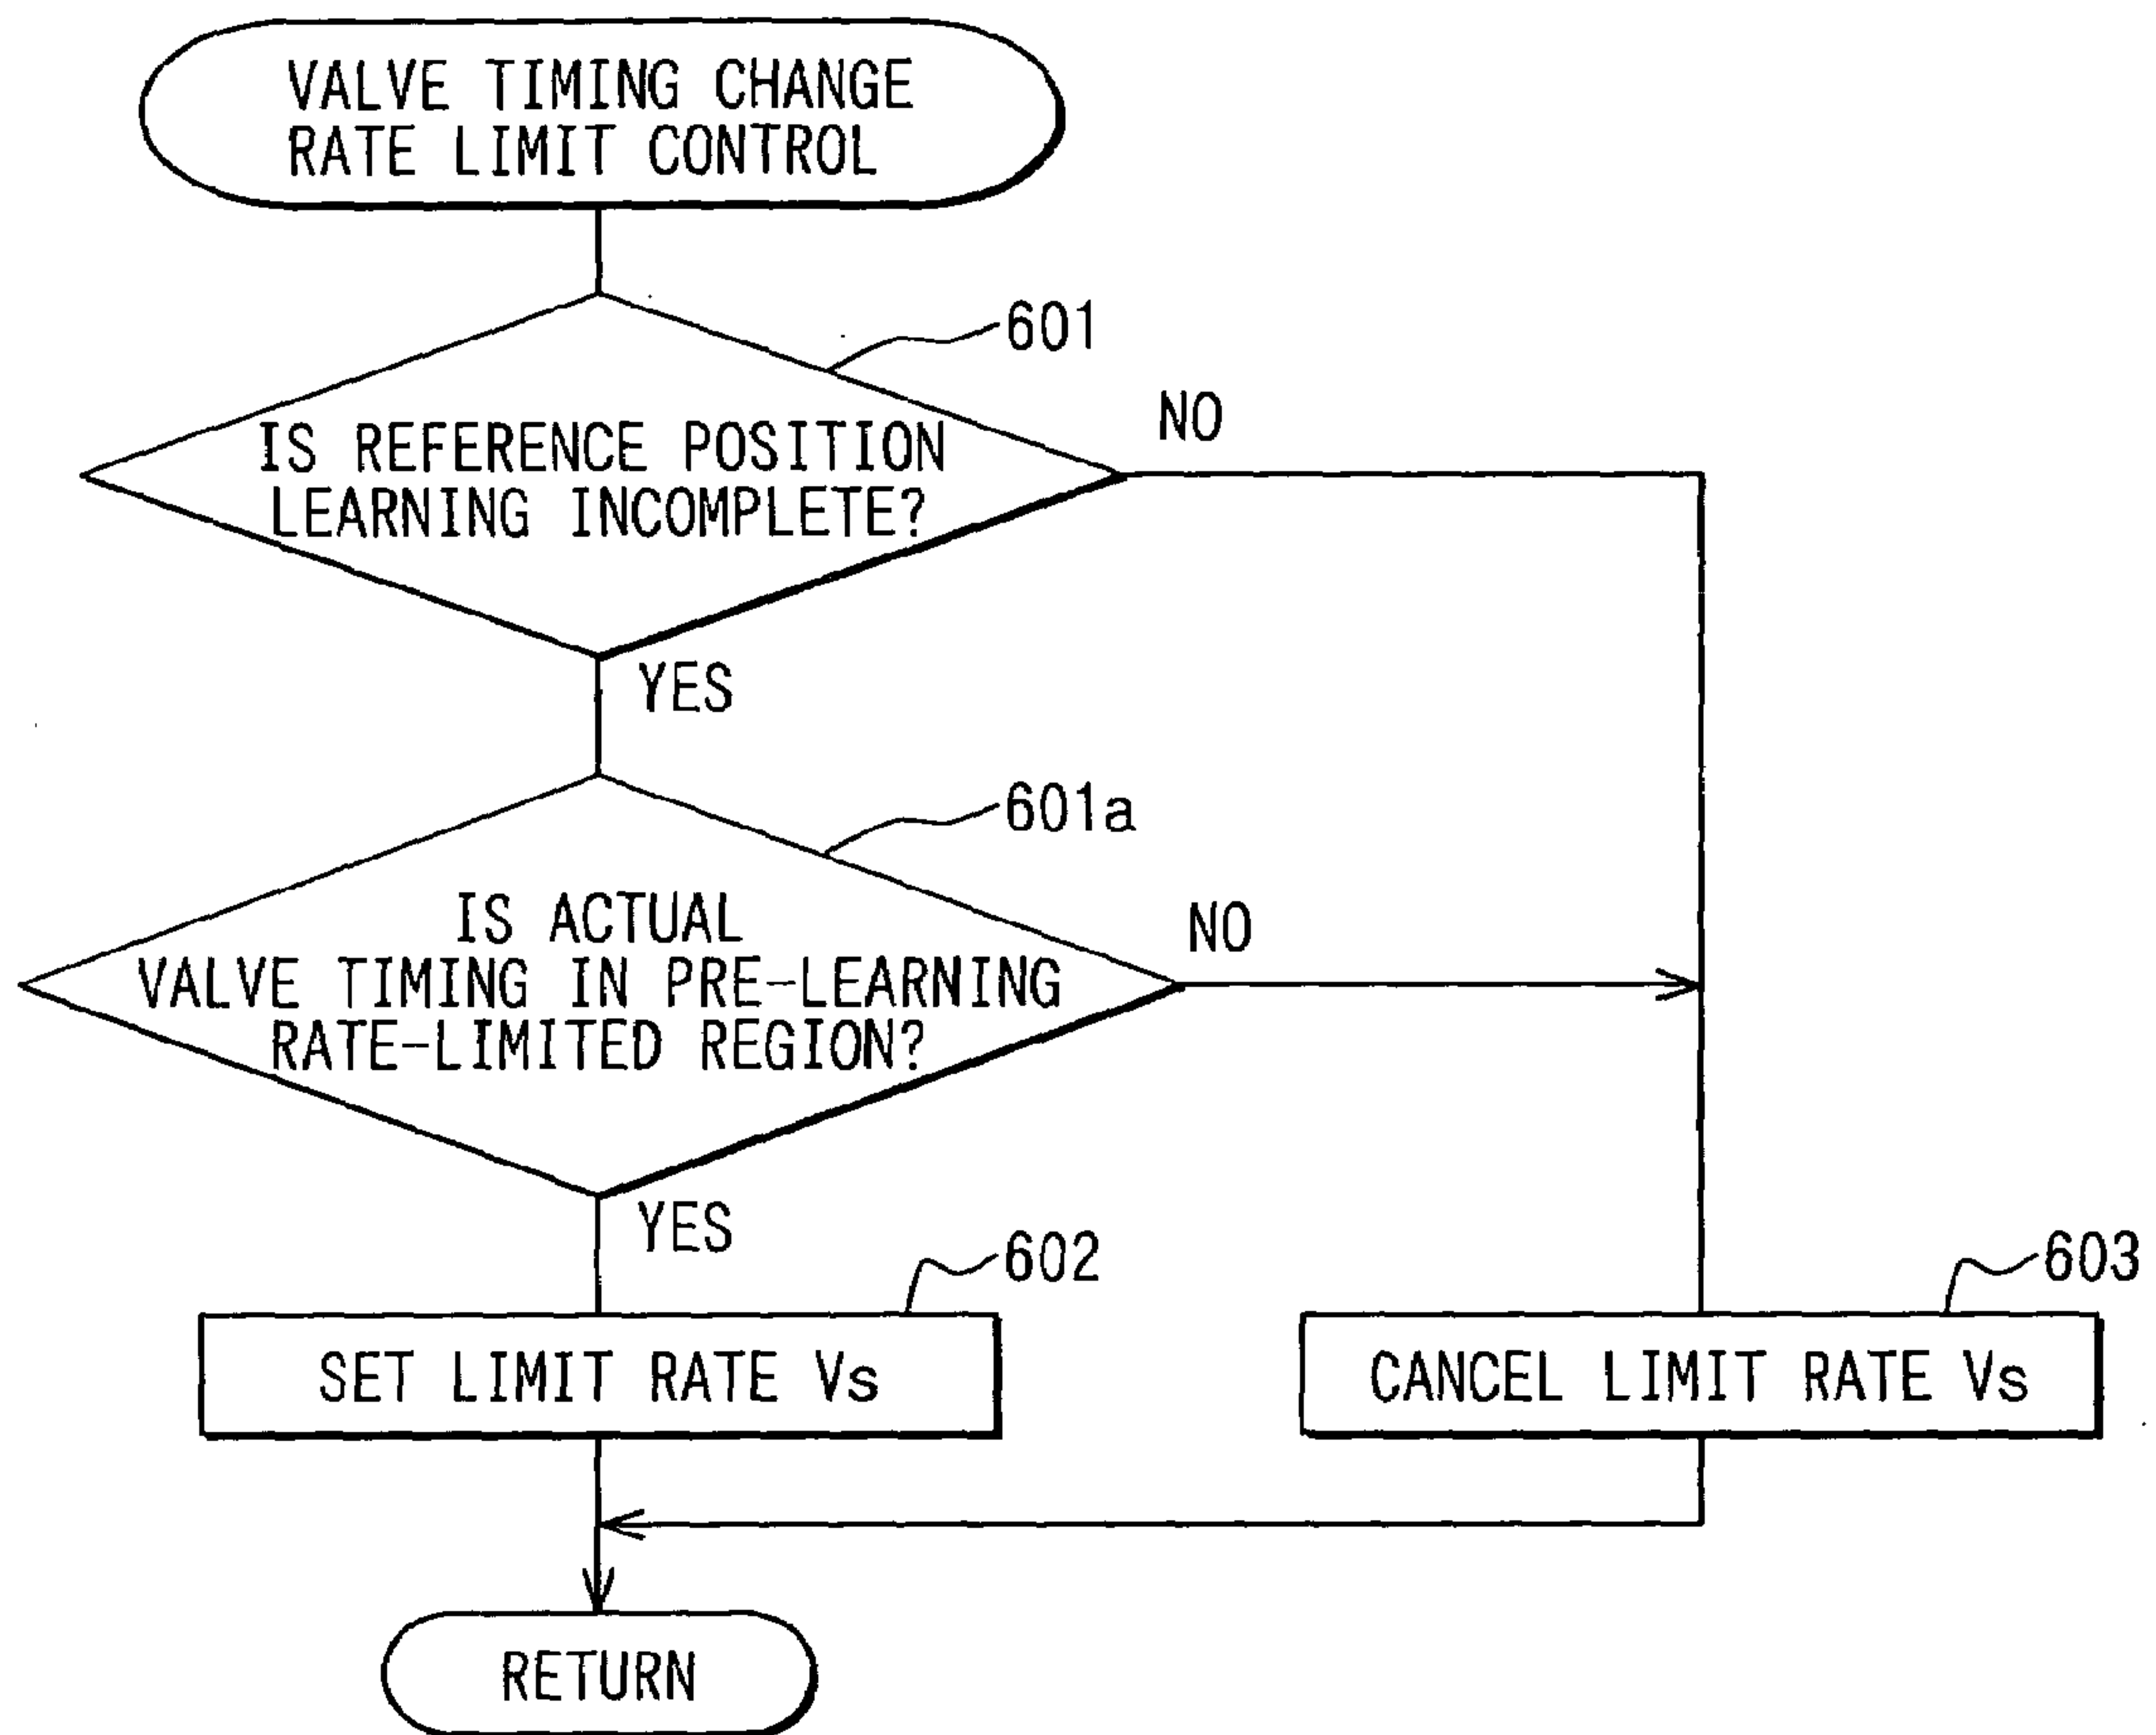 VALVE TIMING CHANGE
RATE LIMIT CONTROL
601
IS REFERENCE POSITION
LEARNING INCOMPLETE?
NO
YES
601a
IS ACTUAL
VALVE TIMING IN PRE-LEARNING
RATE-LIMITED REGION?
NO
YES
602
SET LIMIT RATE Vs
603
CANCEL LIMIT RATE Vs
RETURN